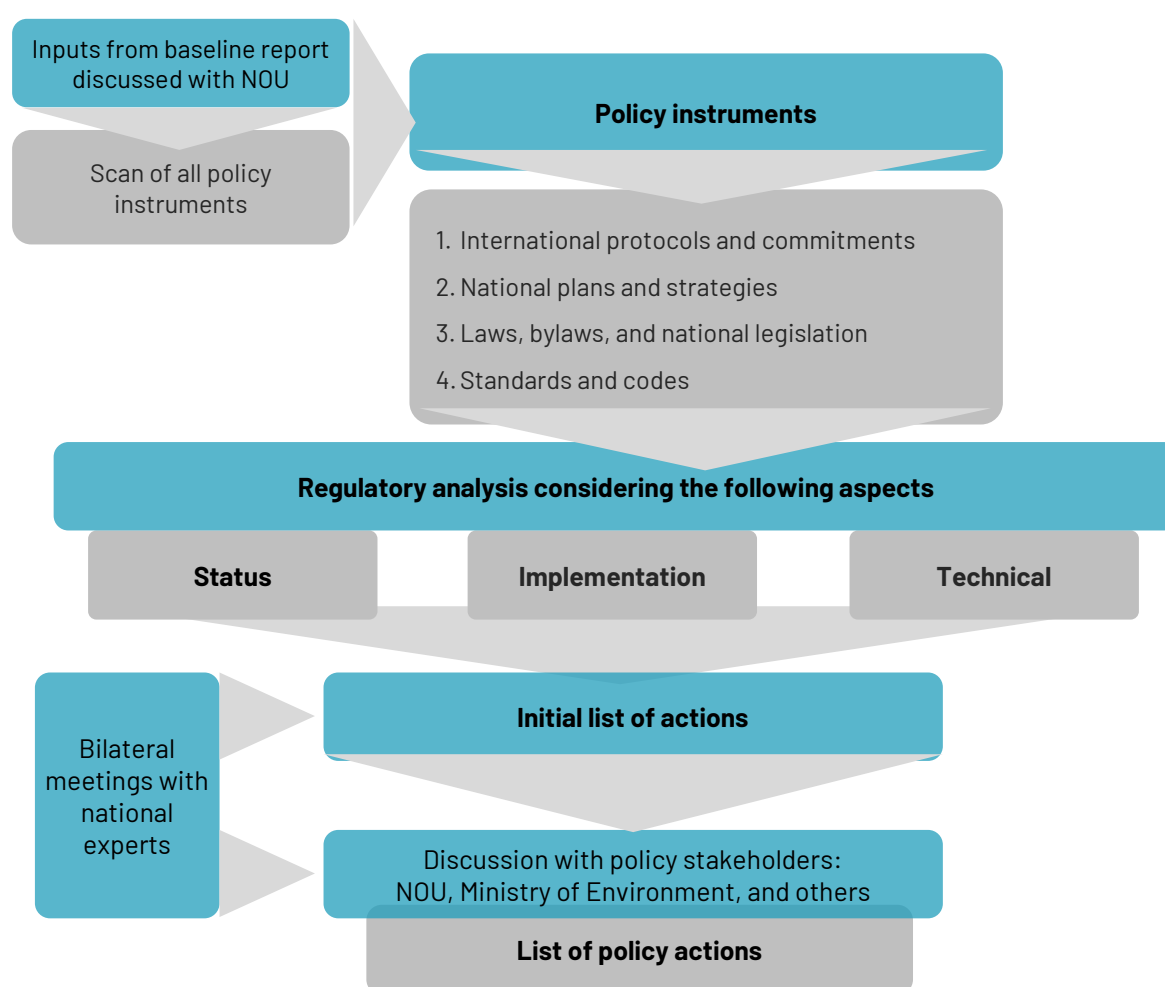 Inputs from baseline report
discussed with NOU
Scan of all policy
instruments
Policy instruments
1. International protocols and commitments
2. National plans and strategies
3. Laws, bylaws, and national legislation
4. Standards and codes
Regulatory analysis considering the following aspects
Status
Implementation
Technical
Bilateral
meetings with
national
experts
Initial list of actions
Discussion with policy stakeholders:
NOU, Ministry of Environment, and others
List of policy actions